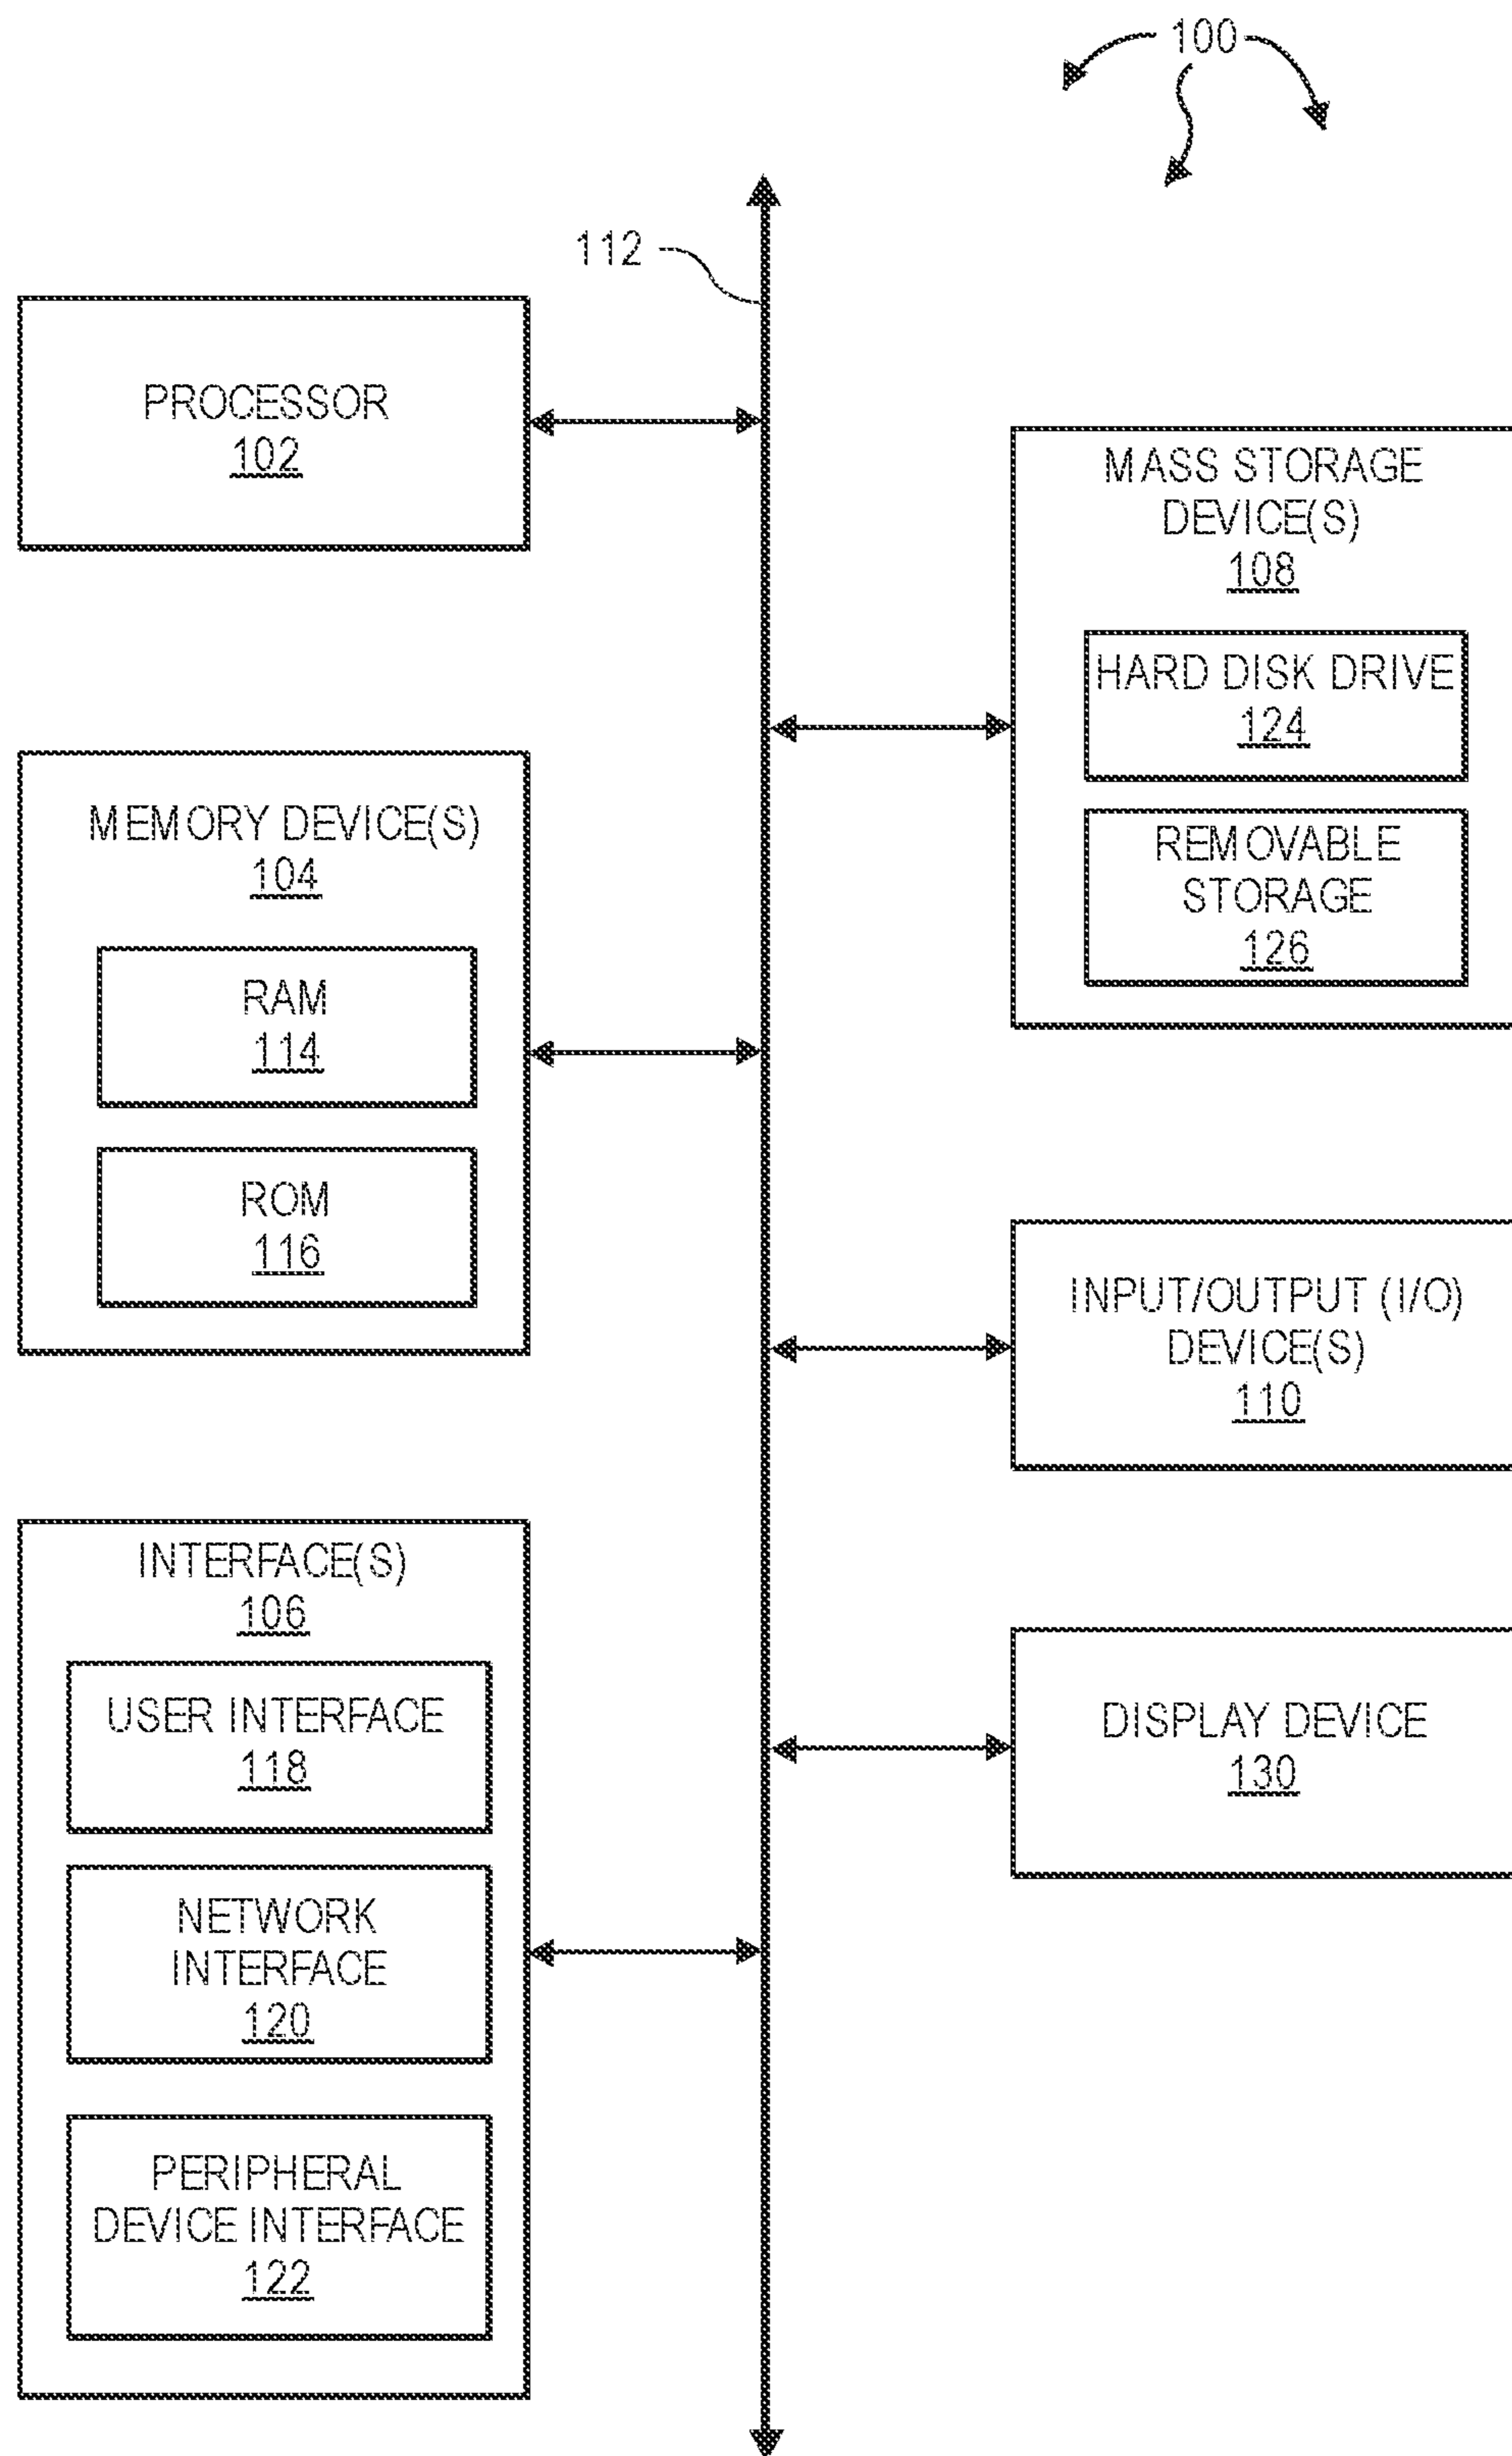 100
112
PROCESSOR
102
MEMORY DEVICE(S)
104
RAM
114
ROM
116
INTERFACE(S)
106
USER INTERFACE
118
NETWORK
INTERFACE
120
PERIPHERAL
DEVICE INTERFACE
122
MASS STORAGE
DEVICE(S)
108
HARD DISK DRIVE
124
REMOVABLE
STORAGE
126
INPUT/OUTPUT (I/O)
DEVICE(S)
110
DISPLAY DEVICE
130